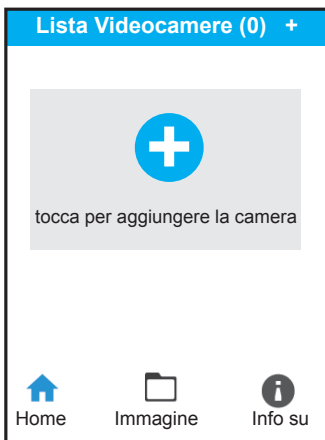 Lista Videocamere (0) +
tocca per aggiungere la camera
Home Immagine Info su